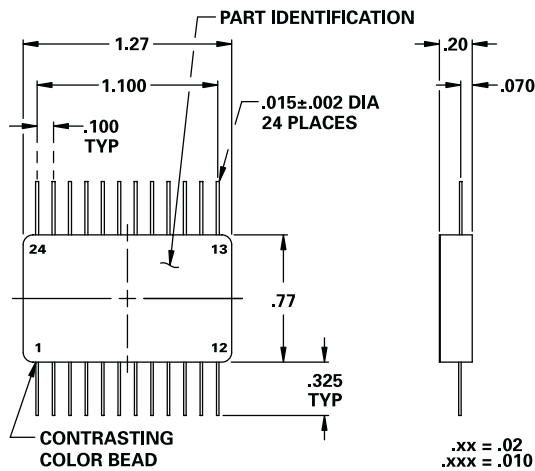 PART IDENTIFICATION
1.27
.20
1.100
.070
.015±.002 DIA
24 PLACES
.100
TYP
24
13
.77
1
12
.325
TYP
CONTRASTING
COLOR BEAD
.xx = .02
.xxx = .010